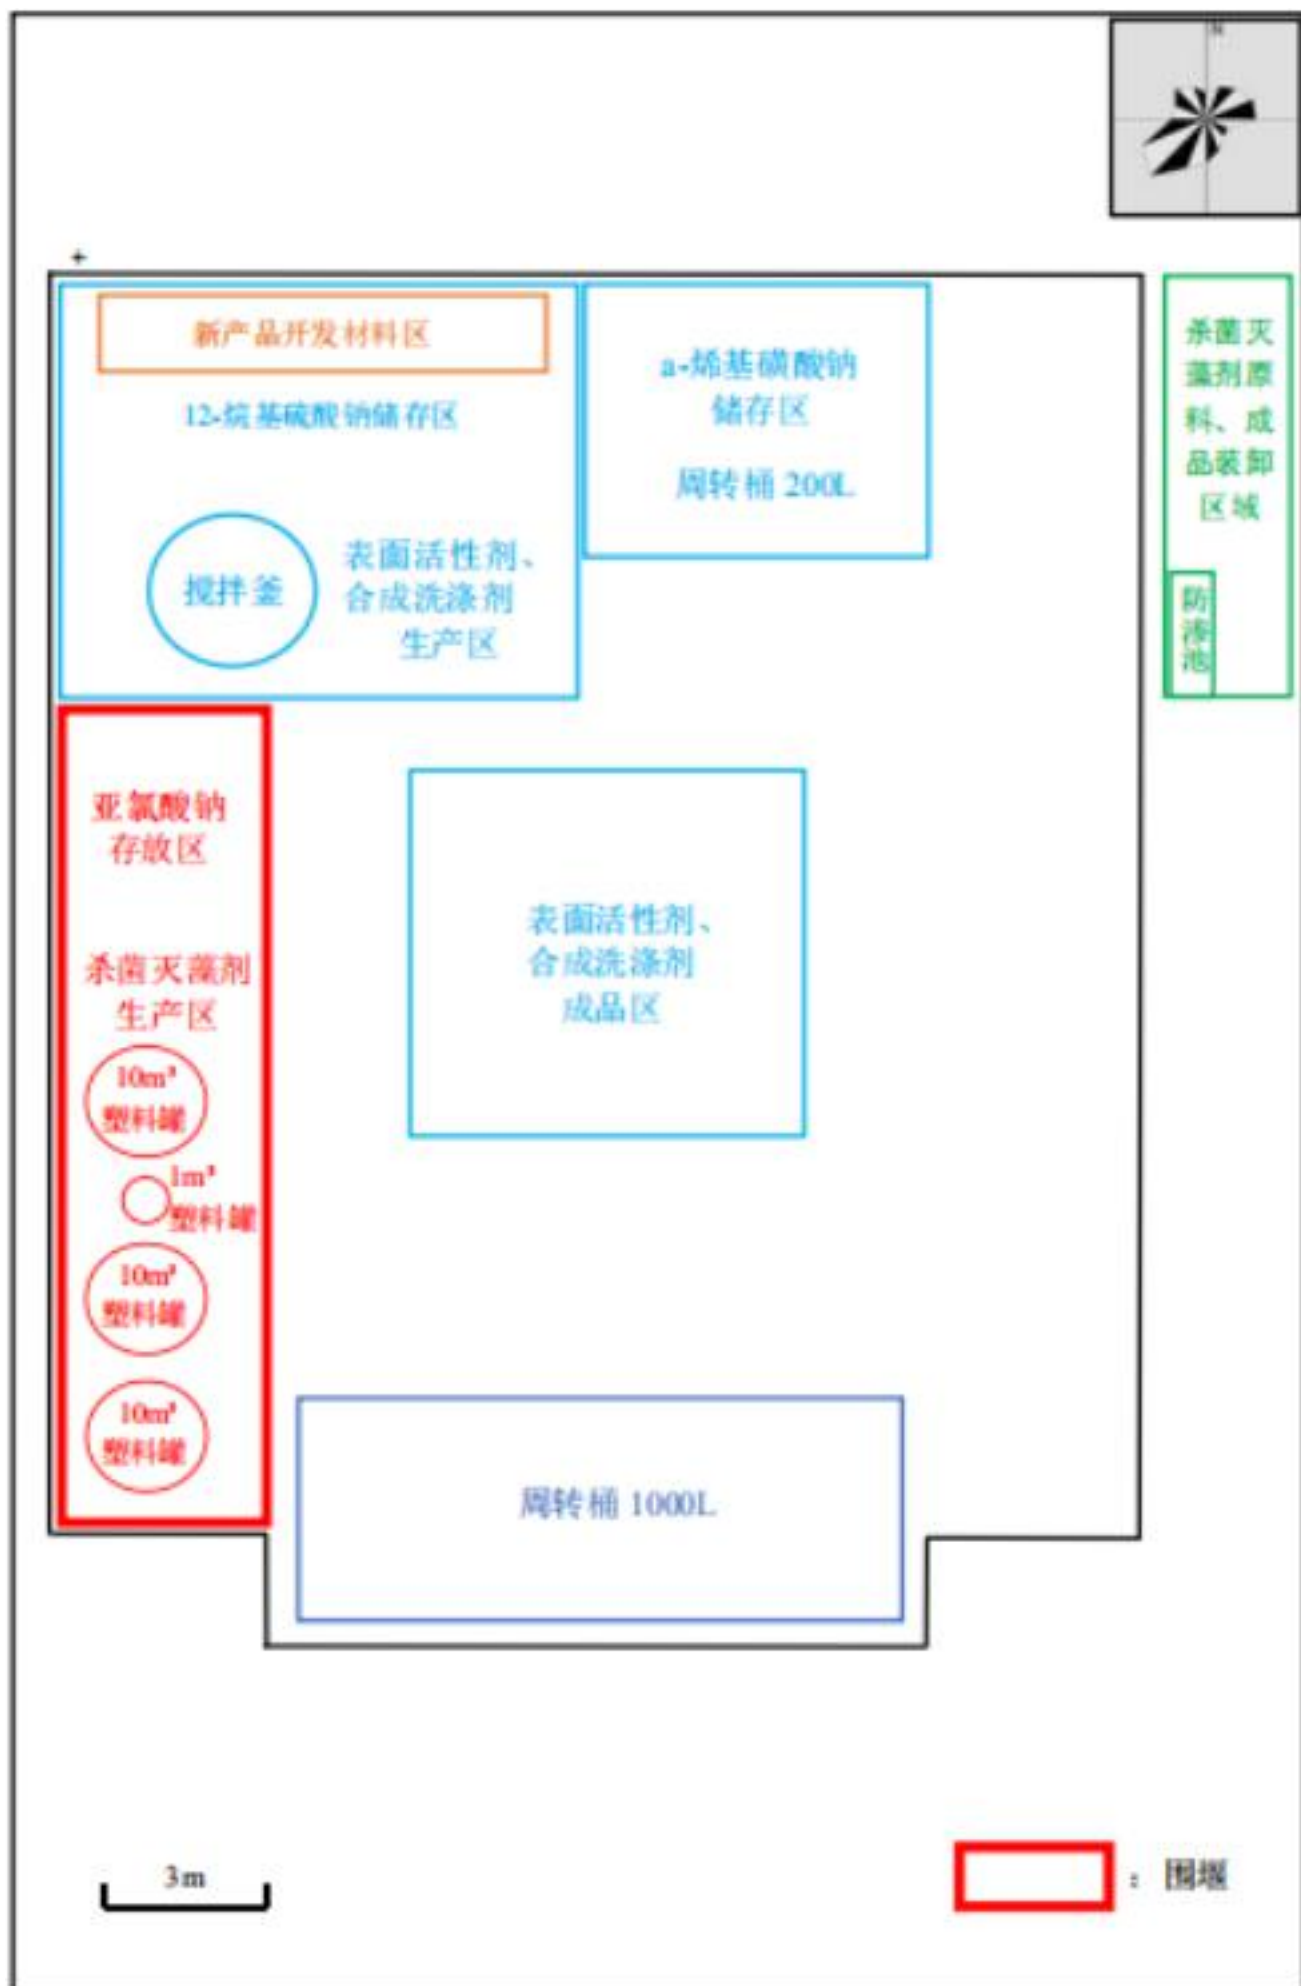 N
新产品开发材料区
12-烷基硫酸钠储存区
搅拌釜
表面活性剂、
合成洗涤剂
生产区
a-烯基磺酸钠
储存区
周转桶 200L
杀菌灭
藻剂原
料、成
品装卸
区域
防
渗
池
亚氯酸钠
存放区
杀菌灭藻剂
生产区
10m³
塑料罐
1m³
塑料罐
10m³
塑料罐
10m³
塑料罐
表面活性剂、
合成洗涤剂
成品区
周转桶 1000L
3m
：围堰